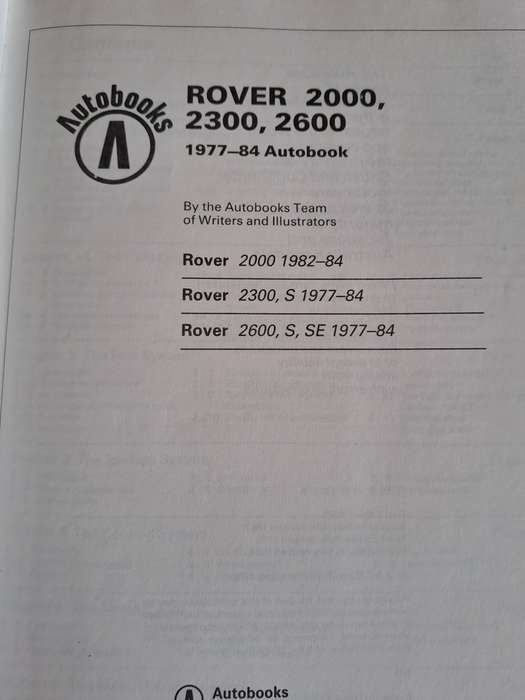 Autobooks
ROVER 2000,
2300, 2600
1977–84 Autobook
By the Autobooks Team
of Writers and Illustrators
Rover 2000 1982–84
Rover 2300, S 1977–84
Rover 2600, S, SE 1977–84
Autobooks